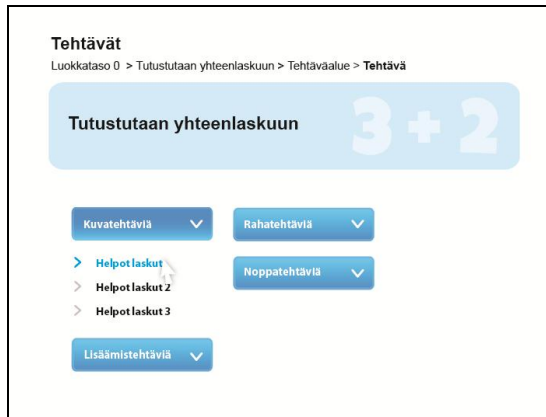 Tehtävät
Luokkataso 0 > Tutustutaan yhteenlaskuun > Tehtäväalue > Tehtävä
Tutustutaan yhteenlaskuun
3 + 2
Kuvatehtäviä
Rahatehtäviä
> Helpot laskut
Noppatehtäviä
> Helpot laskut 2
> Helpot laskut 3
Lisäämistehtäviä